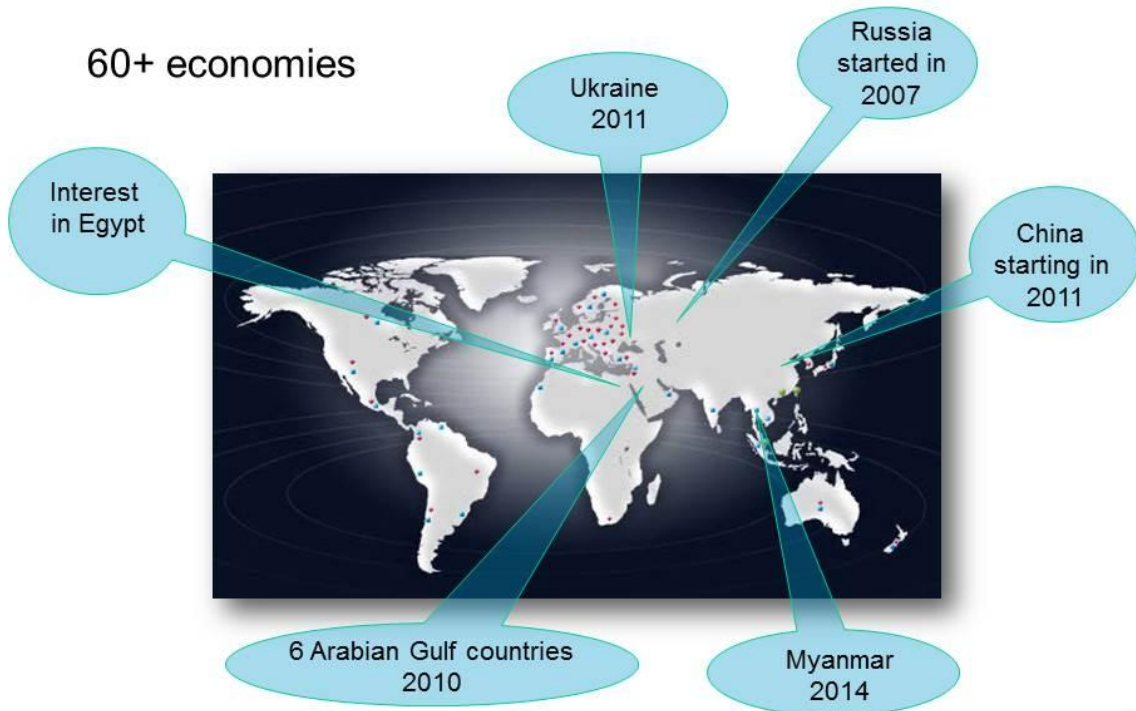 60+ economies
Ukraine
2011
Russia
started in
2007
Interest
in Egypt
China
starting in
2011
6 Arabian Gulf countries
2010
Myanmar
2014